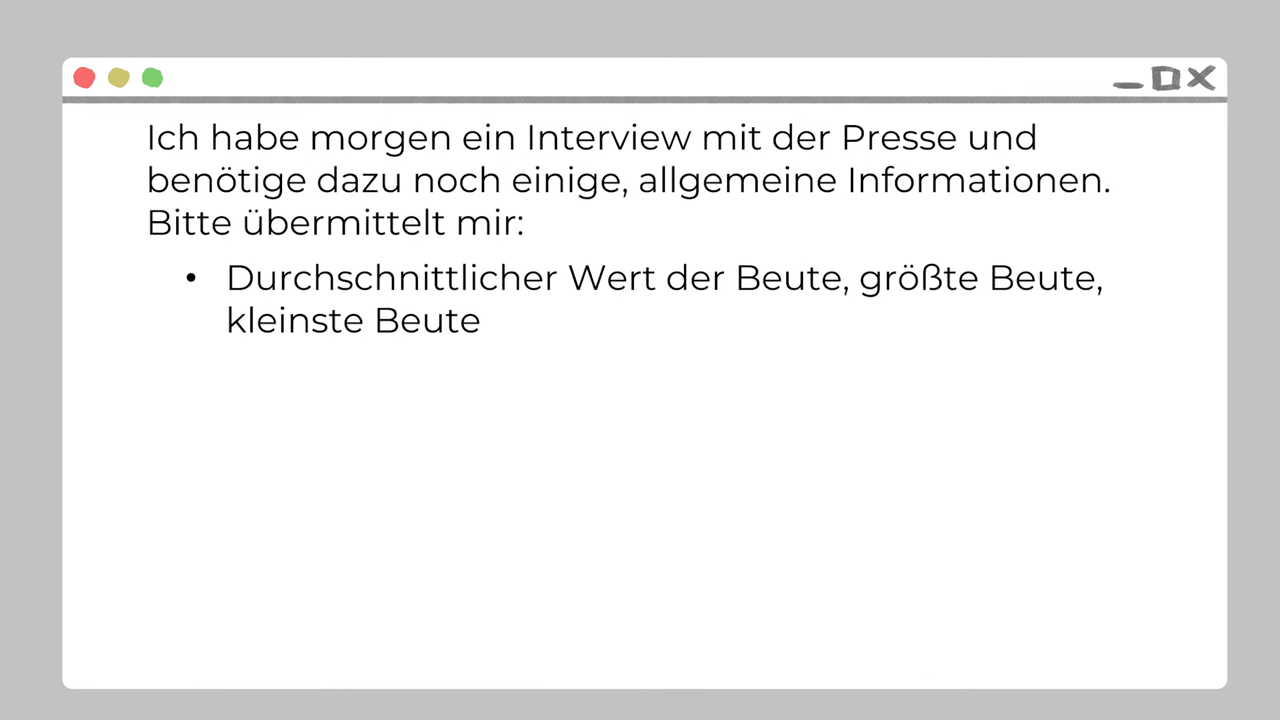 Ich habe morgen ein Interview mit der Presse und
benötige dazu noch einige, allgemeine Informationen.
Bitte übermittelt mir:
• Durchschnittlicher Wert der Beute, größte Beute,
kleinste Beute